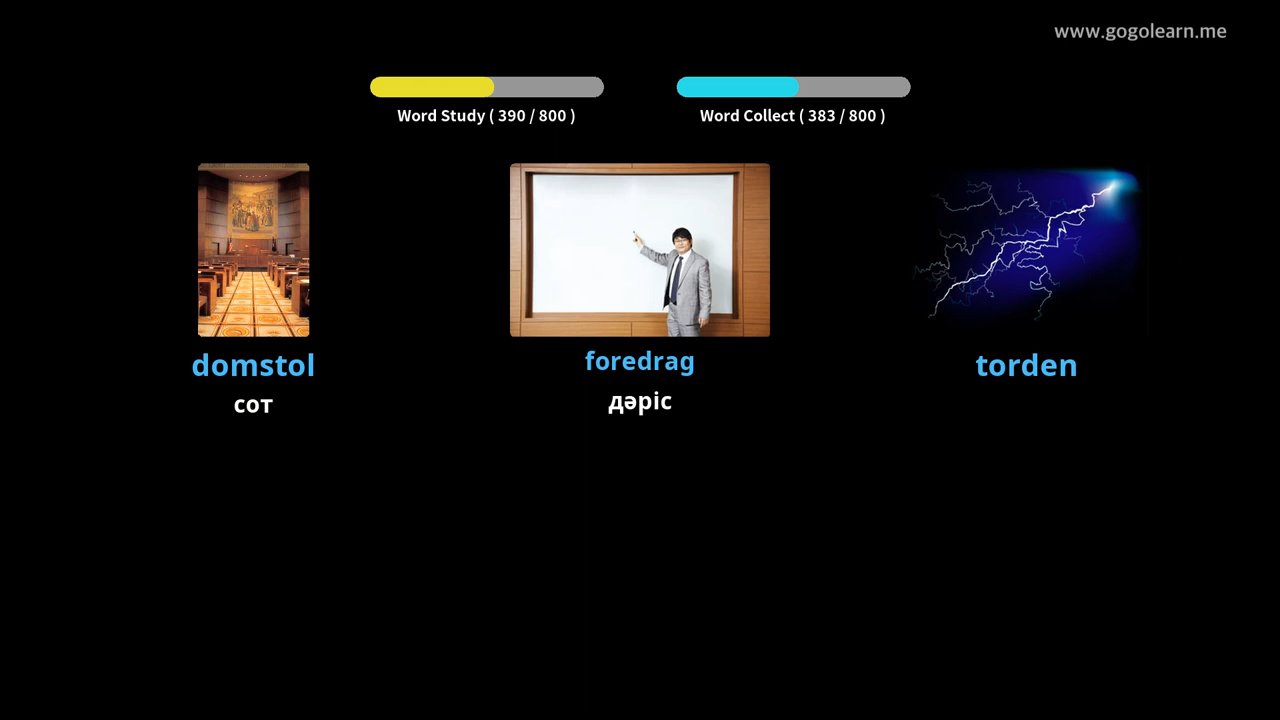 www.gogolearn.me
Word Study ( 390 / 800 )
Word Collect ( 383 / 800 )
domstol
foredrag
torden
сот
дәріс